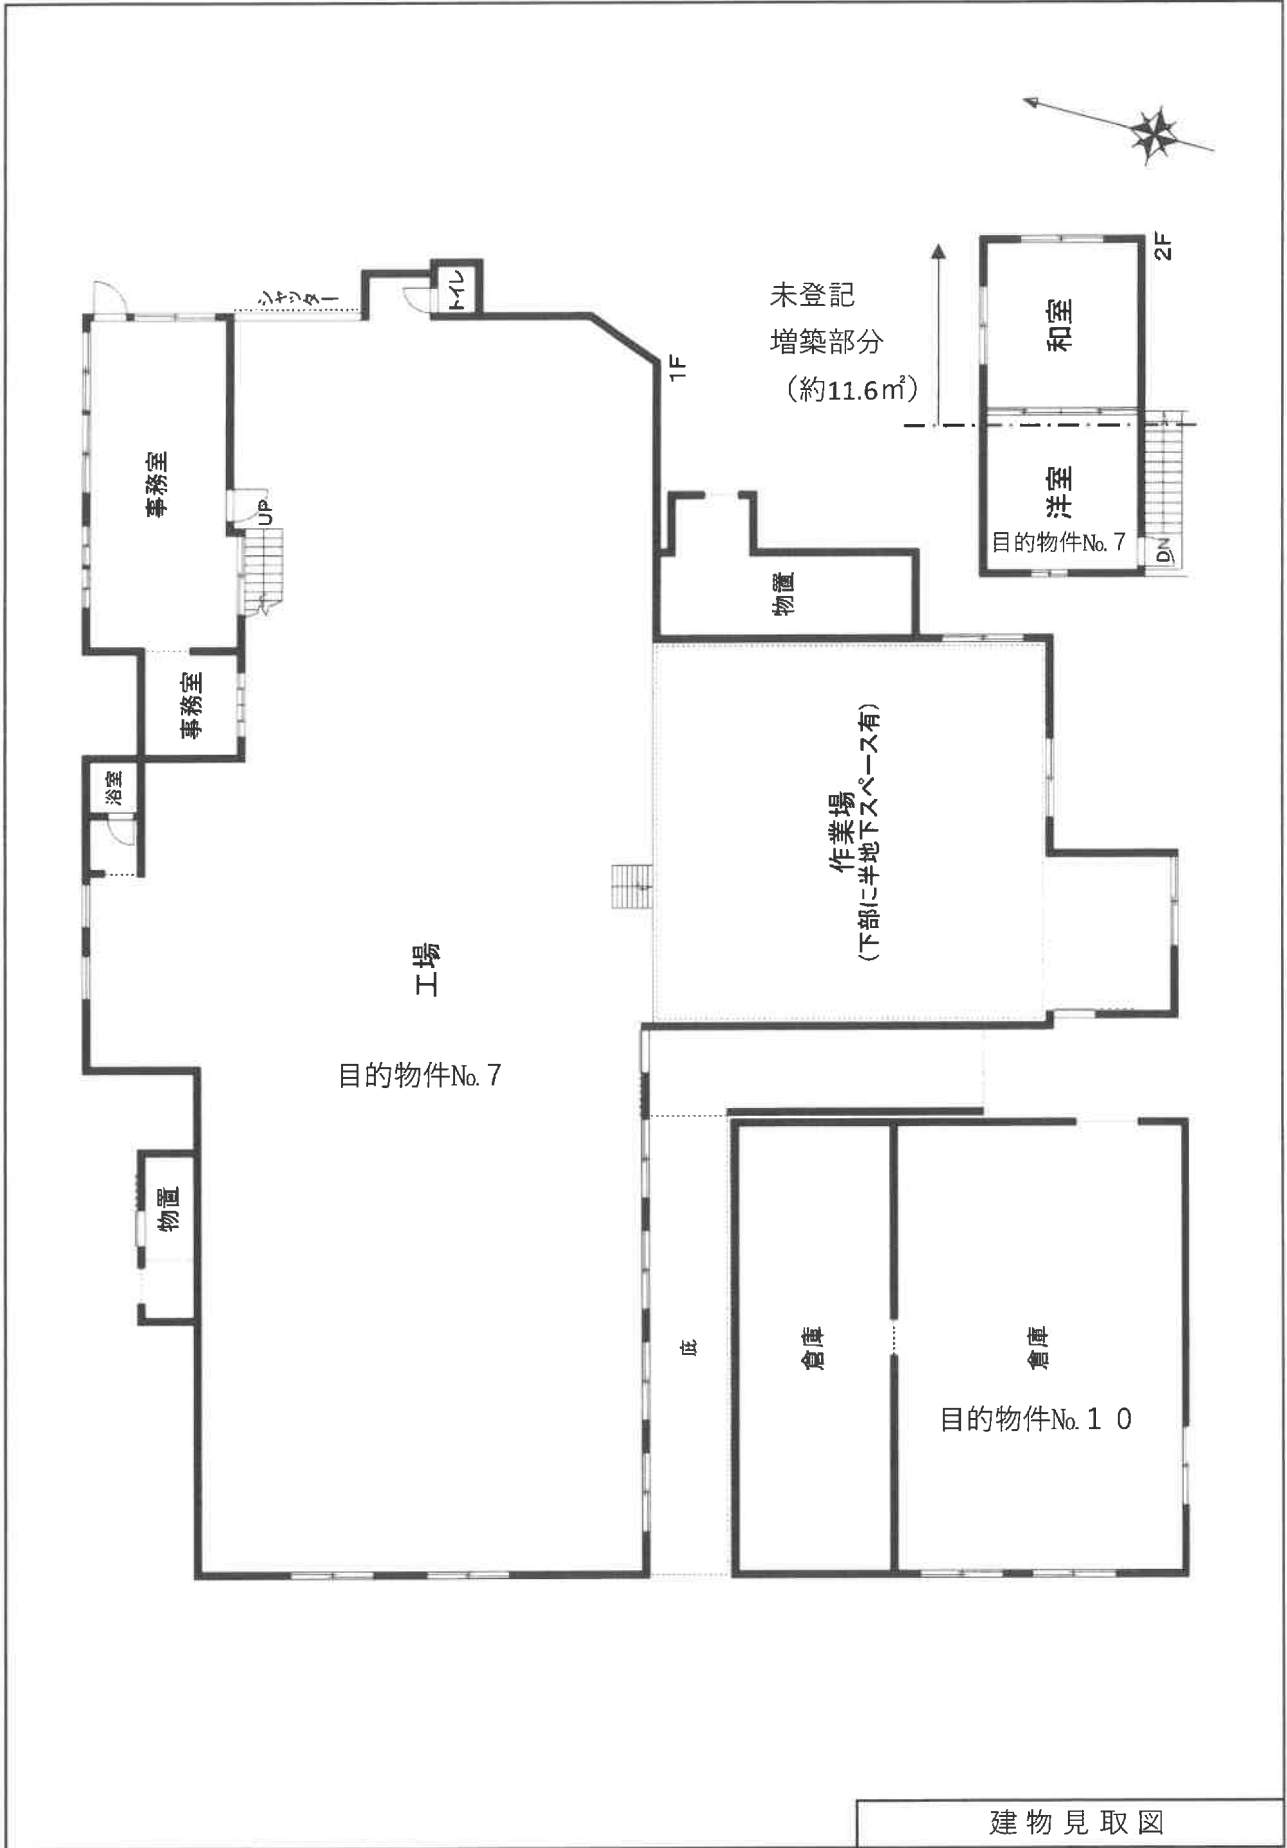 シャッター
トイレ
事務室
UP
事務室
浴室
1F
未登記
増築部分
（約11.6㎡）
2F
和室
洋室
目的物件No. 7
DN
物置
作業場
(下部に半地下スペース有)
工場
目的物件No. 7
物置
庇
倉庫
倉庫
目的物件No. 1 0
建物見取図